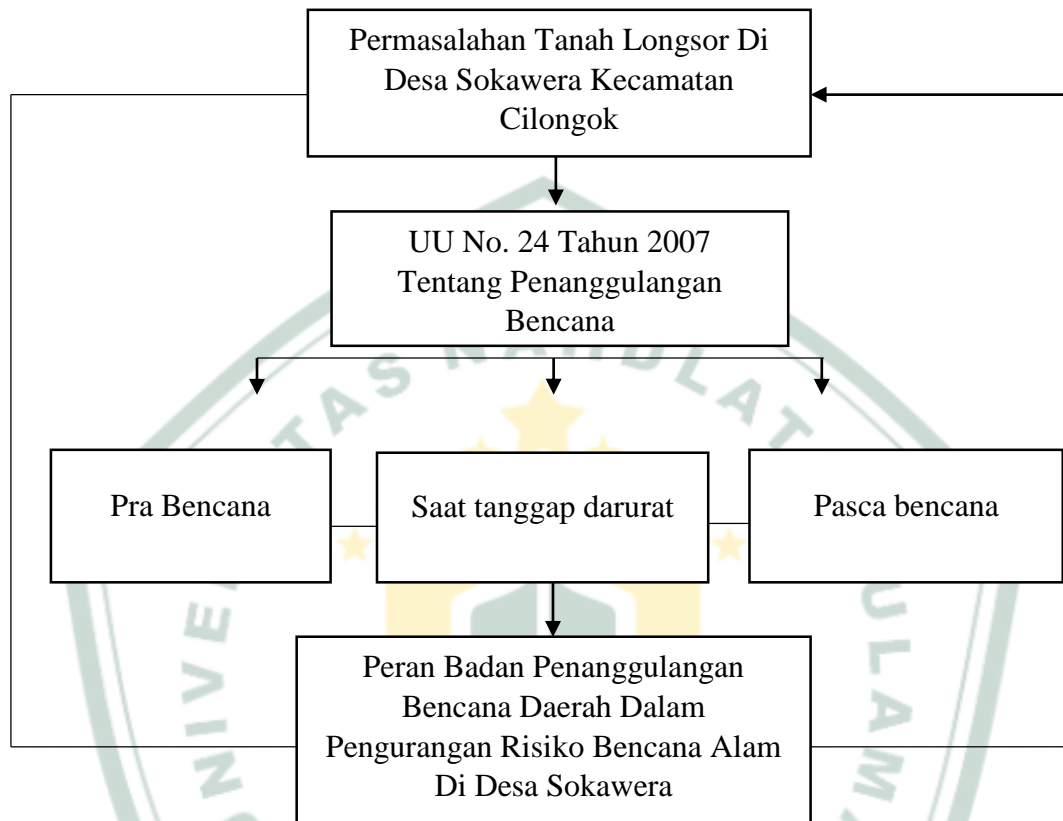 Permasalahan Tanah Longsor Di
Desa Sokawera Kecamatan
Cilongok
UU No. 24 Tahun 2007
Tentang Penanggulangan
Bencana
Pra Bencana
Saat tanggap darurat
Pasca bencana
Peran Badan Penanggulangan
Bencana Daerah Dalam
Pengurangan Risiko Bencana Alam
Di Desa Sokawera